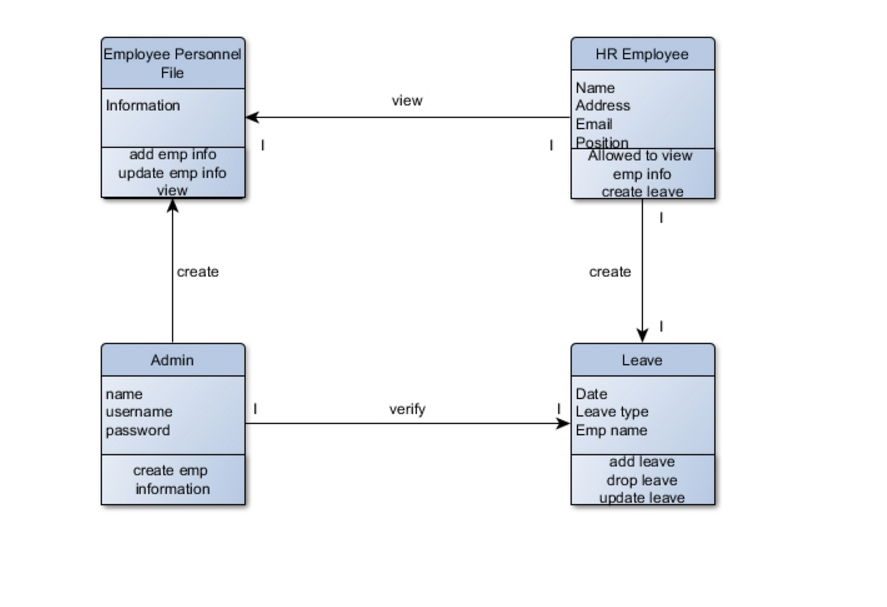 Employee Personnel
File
Information
add emp info
update emp info
view
view
I
I
HR Employee
Name
Address
Email
Position
Allowed to view
emp info
create leave
create
I
create
I
Admin
name
username
password
create emp
information
I
verify
I
Leave
Date
Leave type
Emp name
add leave
drop leave
update leave